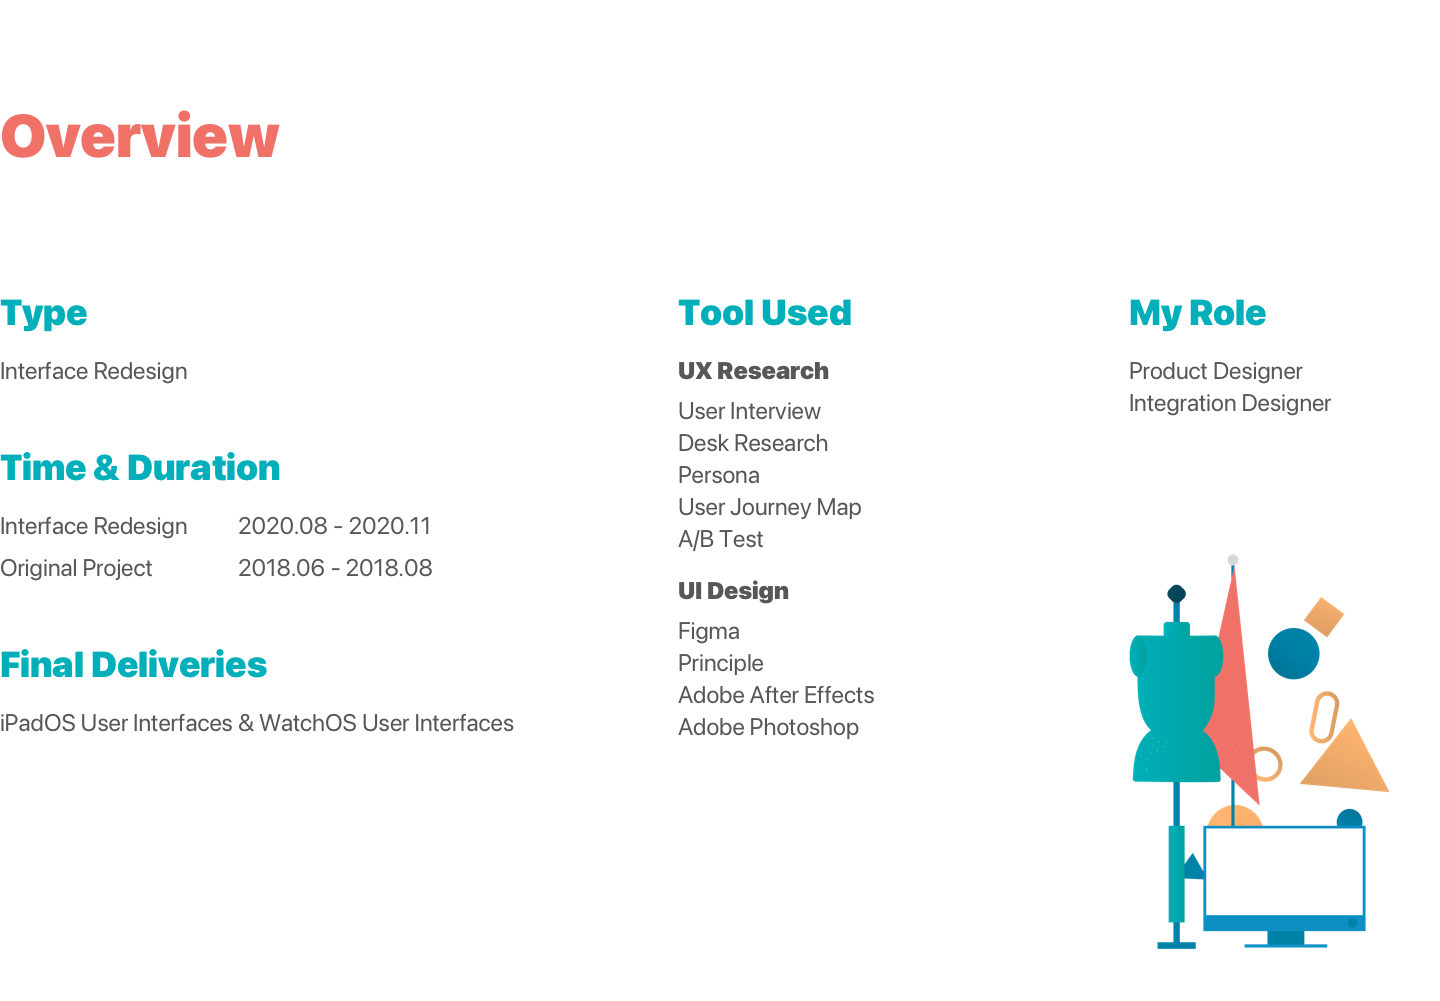 Overview
Type
Interface Redesign
Time & Duration
Interface Redesign 2020.08 - 2020.11
Original Project 2018.06 - 2018.08
Final Deliveries
iPadOS User Interfaces & WatchOS User Interfaces
Tool Used
UX Research
User Interview
Desk Research
Persona
User Journey Map
A/B Test
UI Design
Figma
Principle
Adobe After Effects
Adobe Photoshop
My Role
Product Designer
Integration Designer